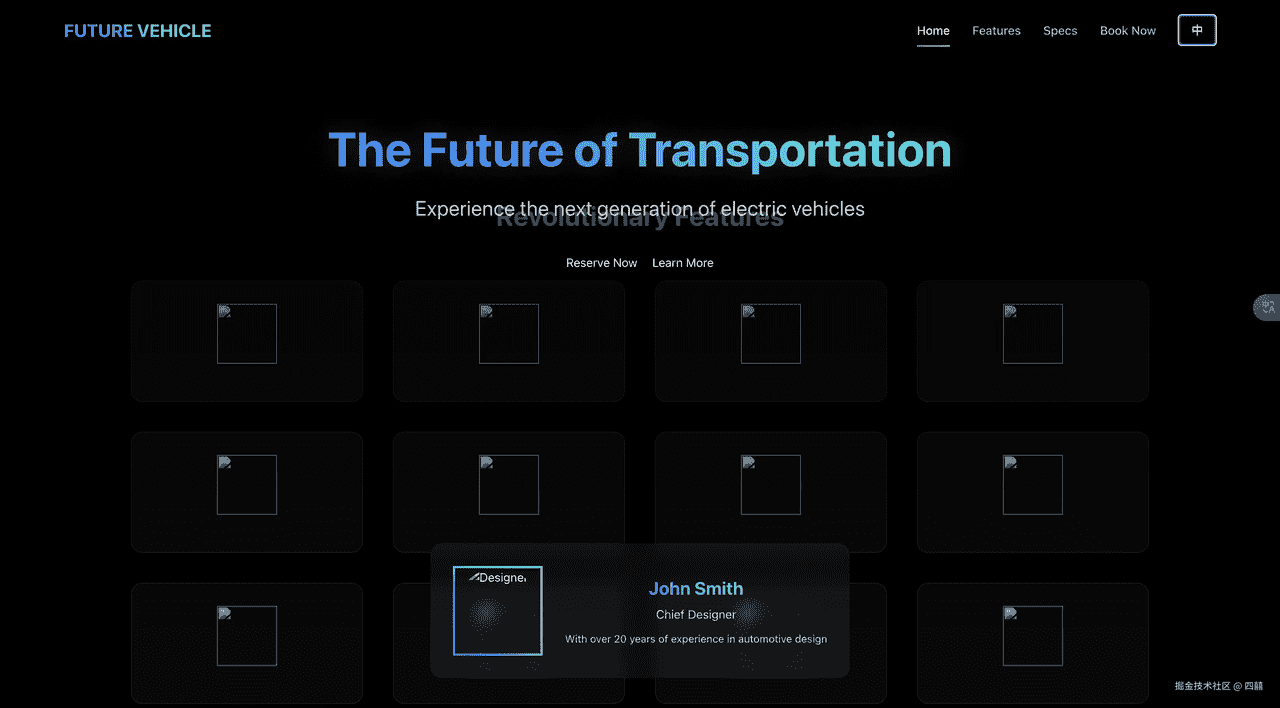 FUTURE VEHICLE
Home Features Specs Book Now 中
The Future of Transportation
Experience the next generation of electric vehicles
Revolutionary Features
Reserve Now Learn More
Designer
John Smith
Chief Designer
With over 20 years of experience in automotive design
掘金技术社区 @ 四囍